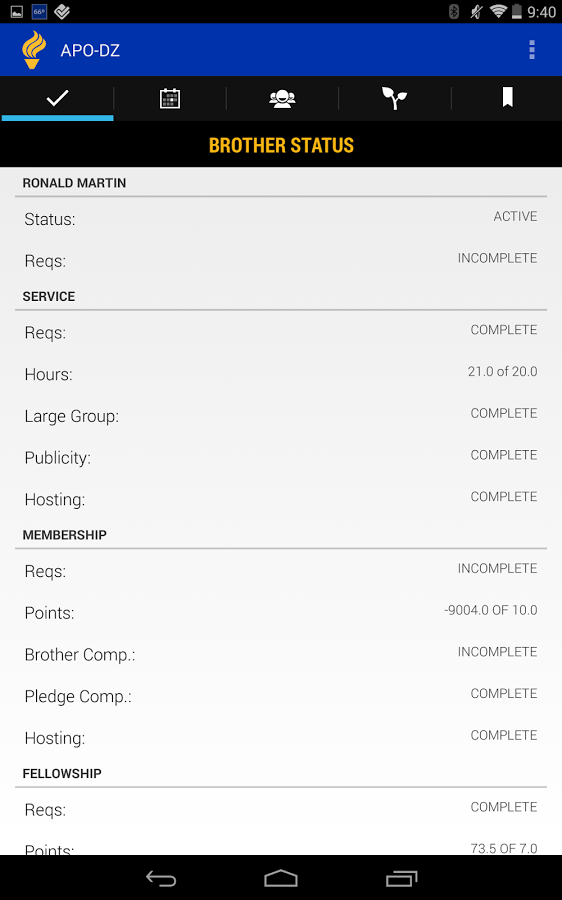 66°
9:40
APO-DZ
BROTHER STATUS
RONALD MARTIN
Status: ACTIVE
Reqs: INCOMPLETE
SERVICE
Reqs: COMPLETE
Hours: 21.0 of 20.0
Large Group: COMPLETE
Publicity: COMPLETE
Hosting: COMPLETE
MEMBERSHIP
Reqs: INCOMPLETE
Points: -9004.0 OF 10.0
Brother Comp.: INCOMPLETE
Pledge Comp.: COMPLETE
Hosting: COMPLETE
FELLOWSHIP
Reqs: COMPLETE
Points: 73.5 OF 7.0